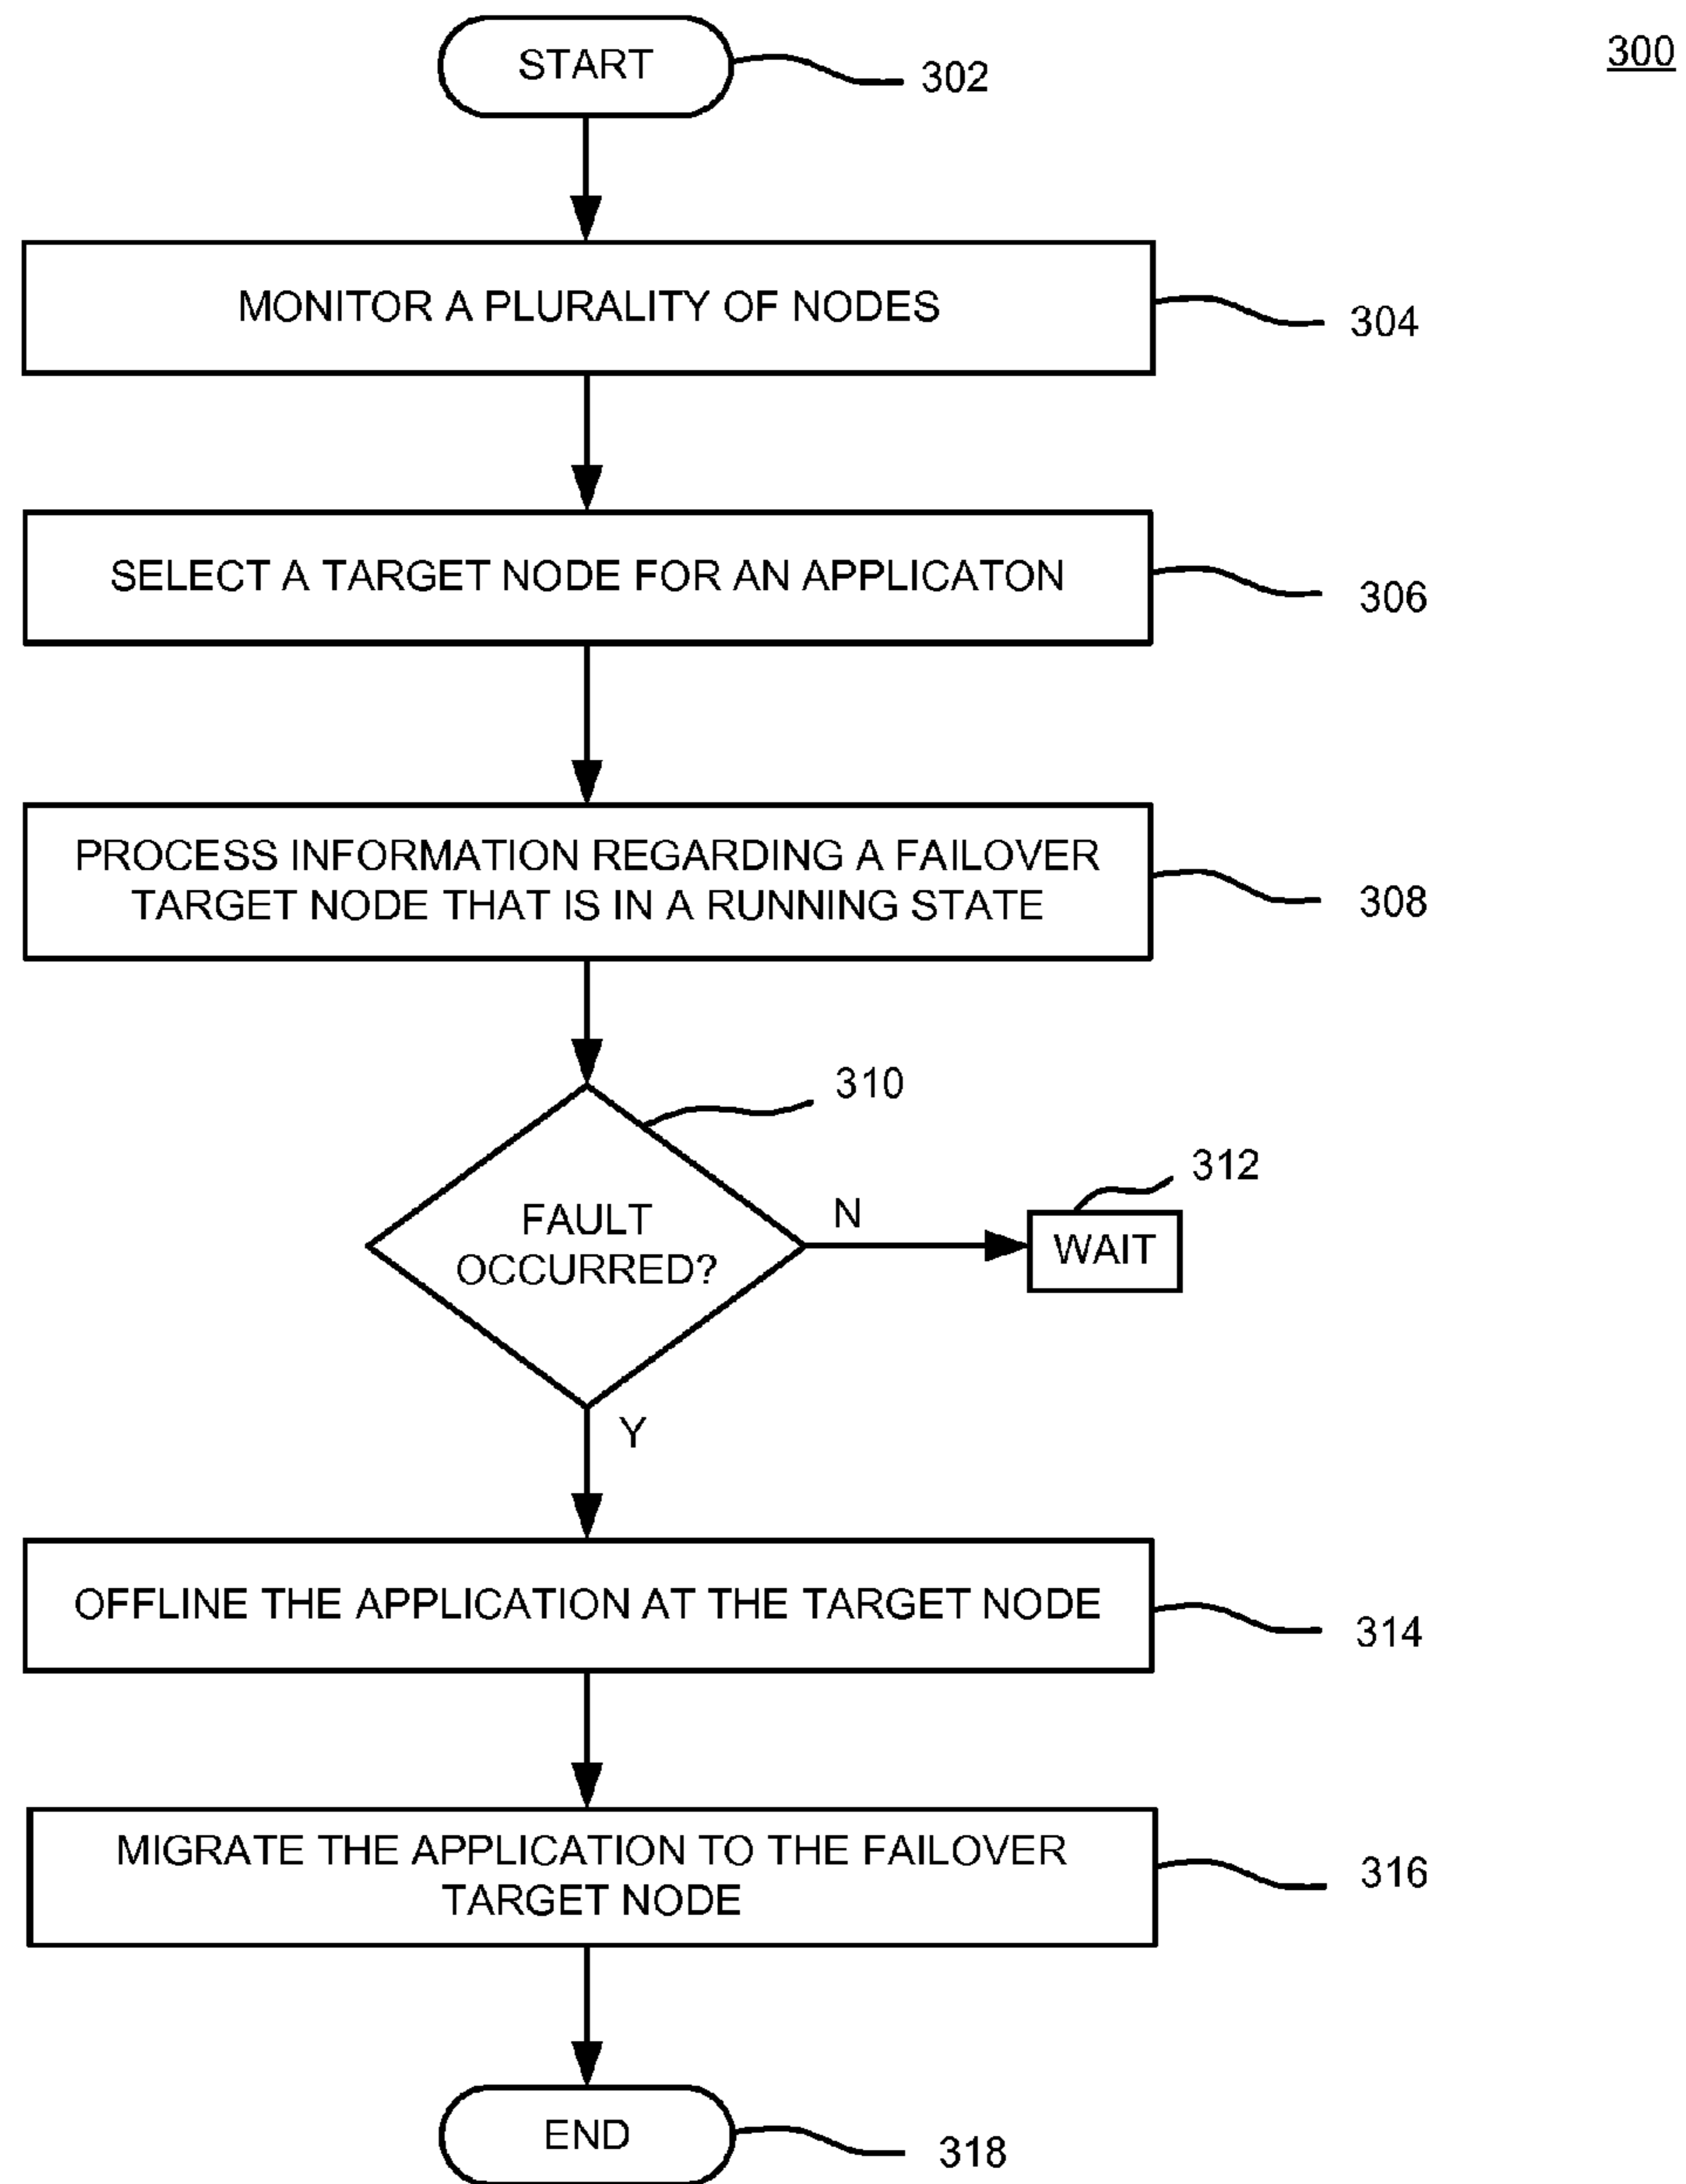 300
START
302
MONITOR A PLURALITY OF NODES
304
SELECT A TARGET NODE FOR AN APPLICATON
306
PROCESS INFORMATION REGARDING A FAILOVER
TARGET NODE THAT IS IN A RUNNING STATE
308
310
FAULT
OCCURRED?
N
312
WAIT
Y
OFFLINE THE APPLICATION AT THE TARGET NODE
314
MIGRATE THE APPLICATION TO THE FAILOVER
TARGET NODE
316
END
318